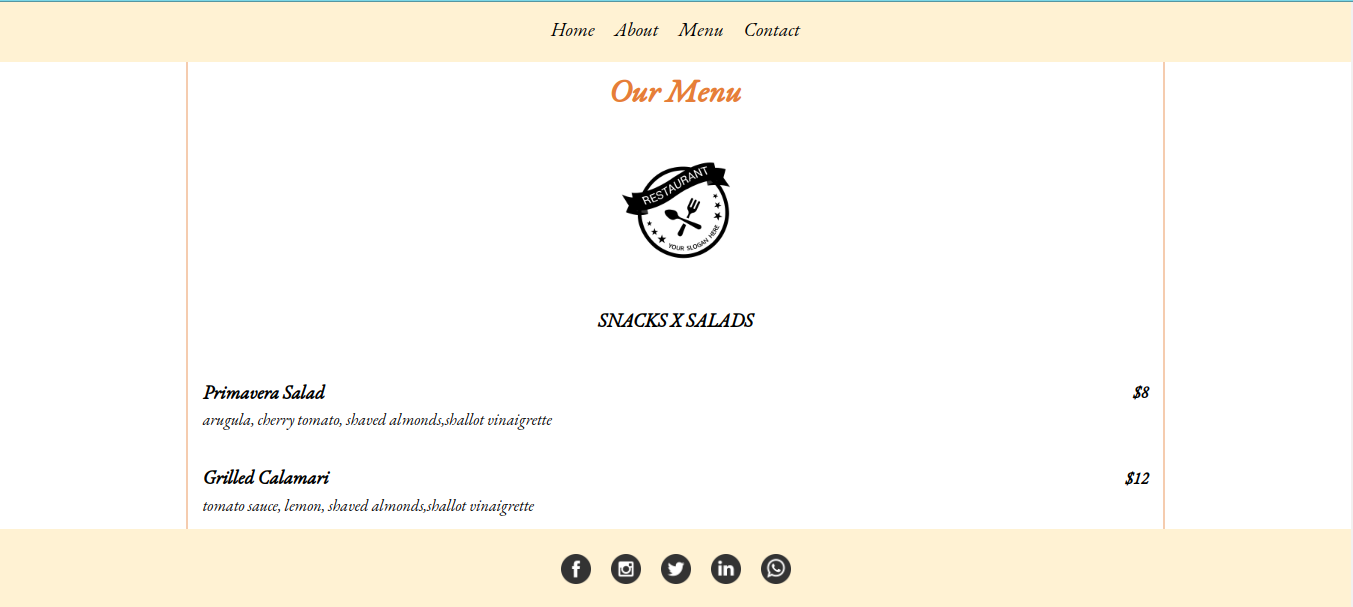 Home About Menu Contact
Our Menu
RESTAURANT
YOUR SLOGAN HERE
SNACKS X SALADS
Primavera Salad $8
arugula, cherry tomato, shaved almonds,shallot vinaigrette
Grilled Calamari $12
tomato sauce, lemon, shaved almonds,shallot vinaigrette
f in